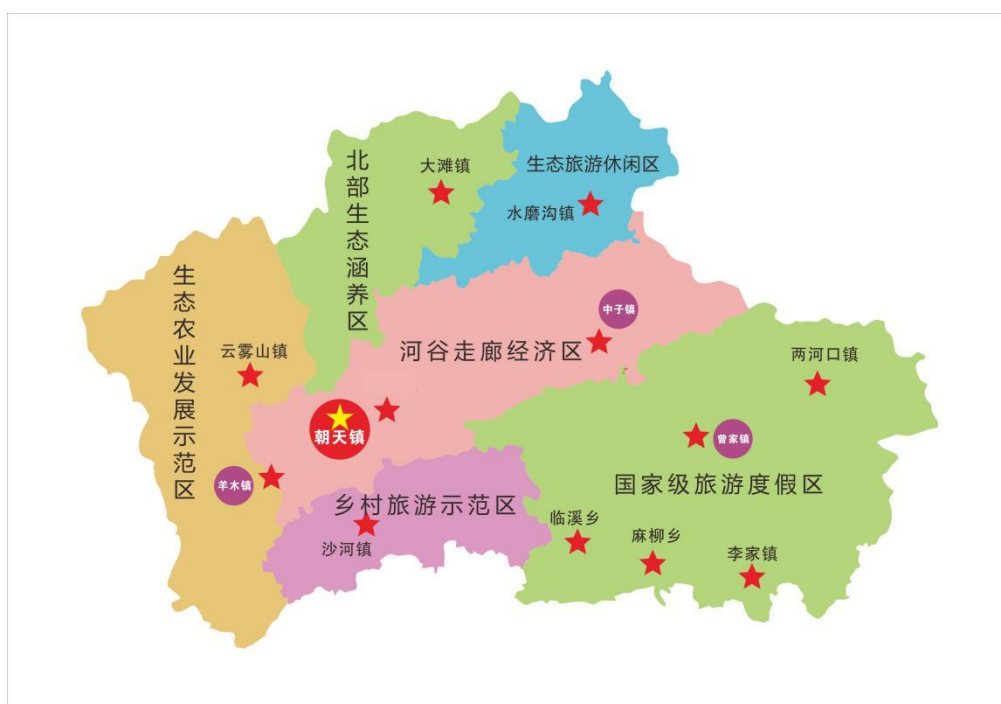 北部生态涵养区
大滩镇
生态旅游休闲区
水磨沟镇
生态农业发展示范区
云雾山镇
中子镇
河谷走廊经济区
两河口镇
朝天镇
曾家镇
羊木镇
国家级旅游度假区
乡村旅游示范区
沙河镇
临溪乡
麻柳乡
李家镇